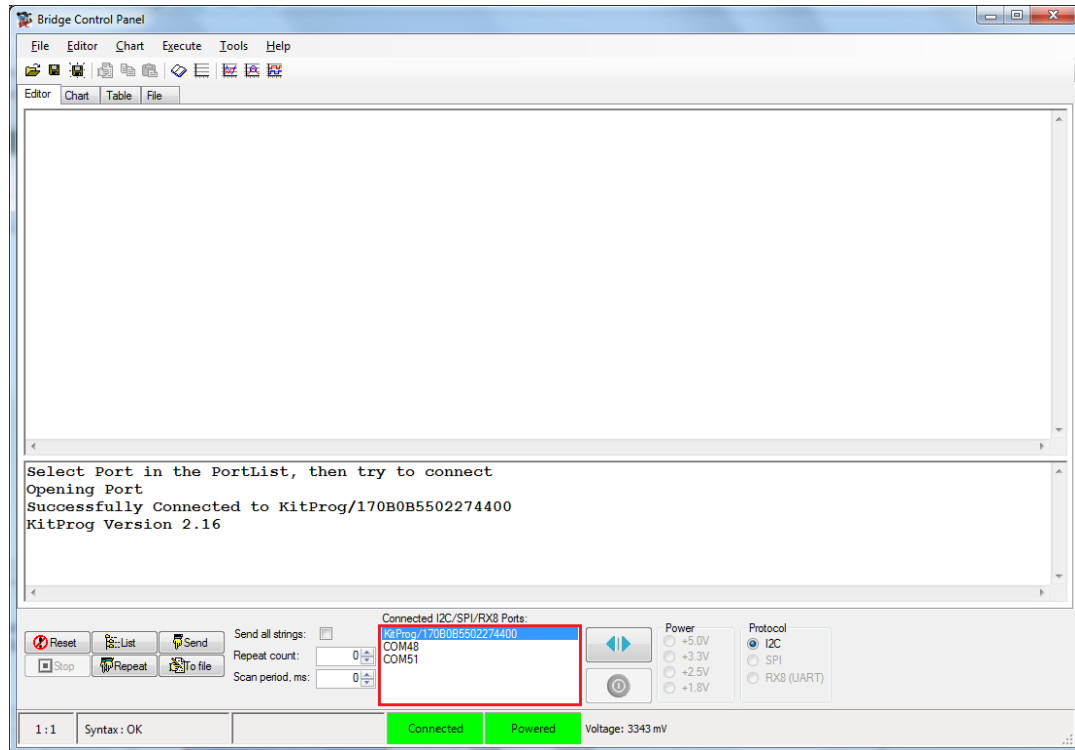 Bridge Control Panel
File Editor Chart Execute Tools Help
Editor Chart Table File
Select Port in the PortList, then try to connect
Opening Port
Successfully Connected to KitProg/170B0B5502274400
KitProg Version 2.16
Reset List Send
Stop Repeat To file
Send all strings:
Repeat count: 0
Scan period, ms: 0
Connected I2C/SPI/RX8 Ports:
KitProg/170B0B5502274400
COM48
COM51
Power
+5.0V
+3.3V
+2.5V
+1.8V
Protocol
I2C
SPI
RX8 (UART)
1:1 Syntax : OK Connected Powered Voltage: 3343 mV